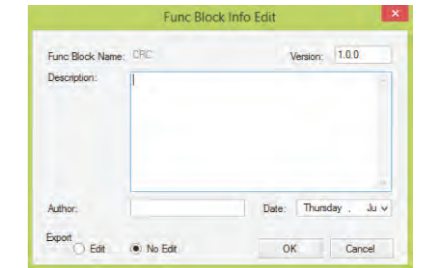 Func Block Info Edit
Func Block Name: CRC Version: 1.0.0
Description:
Author: Date: Thursday , Ju
Export
Edit No Edit OK Cancel